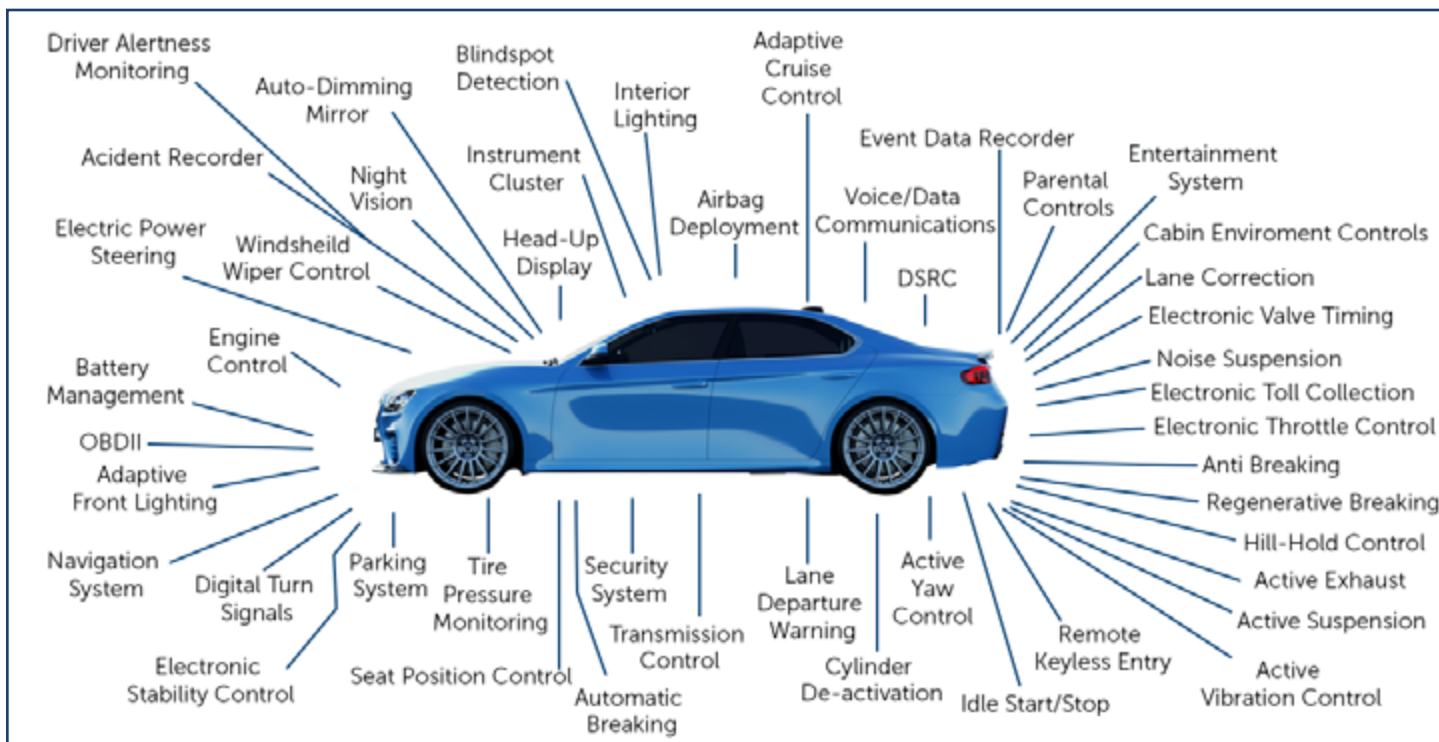 Driver Alertness
Monitoring
Auto-Dimming
Mirror
Blindspot
Detection
Interior
Lighting
Adaptive
Cruise
Control
Event Data Recorder
Entertainment
System
Acident Recorder
Night
Vision
Instrument
Cluster
Airbag
Deployment
Voice/Data
Communications
Parental
Controls
Electric Power
Steering
Windsheild
Wiper Control
Head-Up
Display
DSRC
Cabin Enviroment Controls
Lane Correction
Engine
Control
Electronic Valve Timing
Battery
Management
Noise Suspension
Electronic Toll Collection
OBDII
Electronic Throttle Control
Adaptive
Front Lighting
Anti Breaking
Regenerative Breaking
Navigation
System
Digital Turn
Signals
Parking
System
Tire
Pressure
Monitoring
Security
System
Lane
Departure
Warning
Active
Yaw
Control
Hill-Hold Control
Active Exhaust
Active Suspension
Electronic
Stability Control
Seat Position Control
Automatic
Breaking
Transmission
Control
Cylinder
De-activation
Idle Start/Stop
Remote
Keyless Entry
Active
Vibration Control